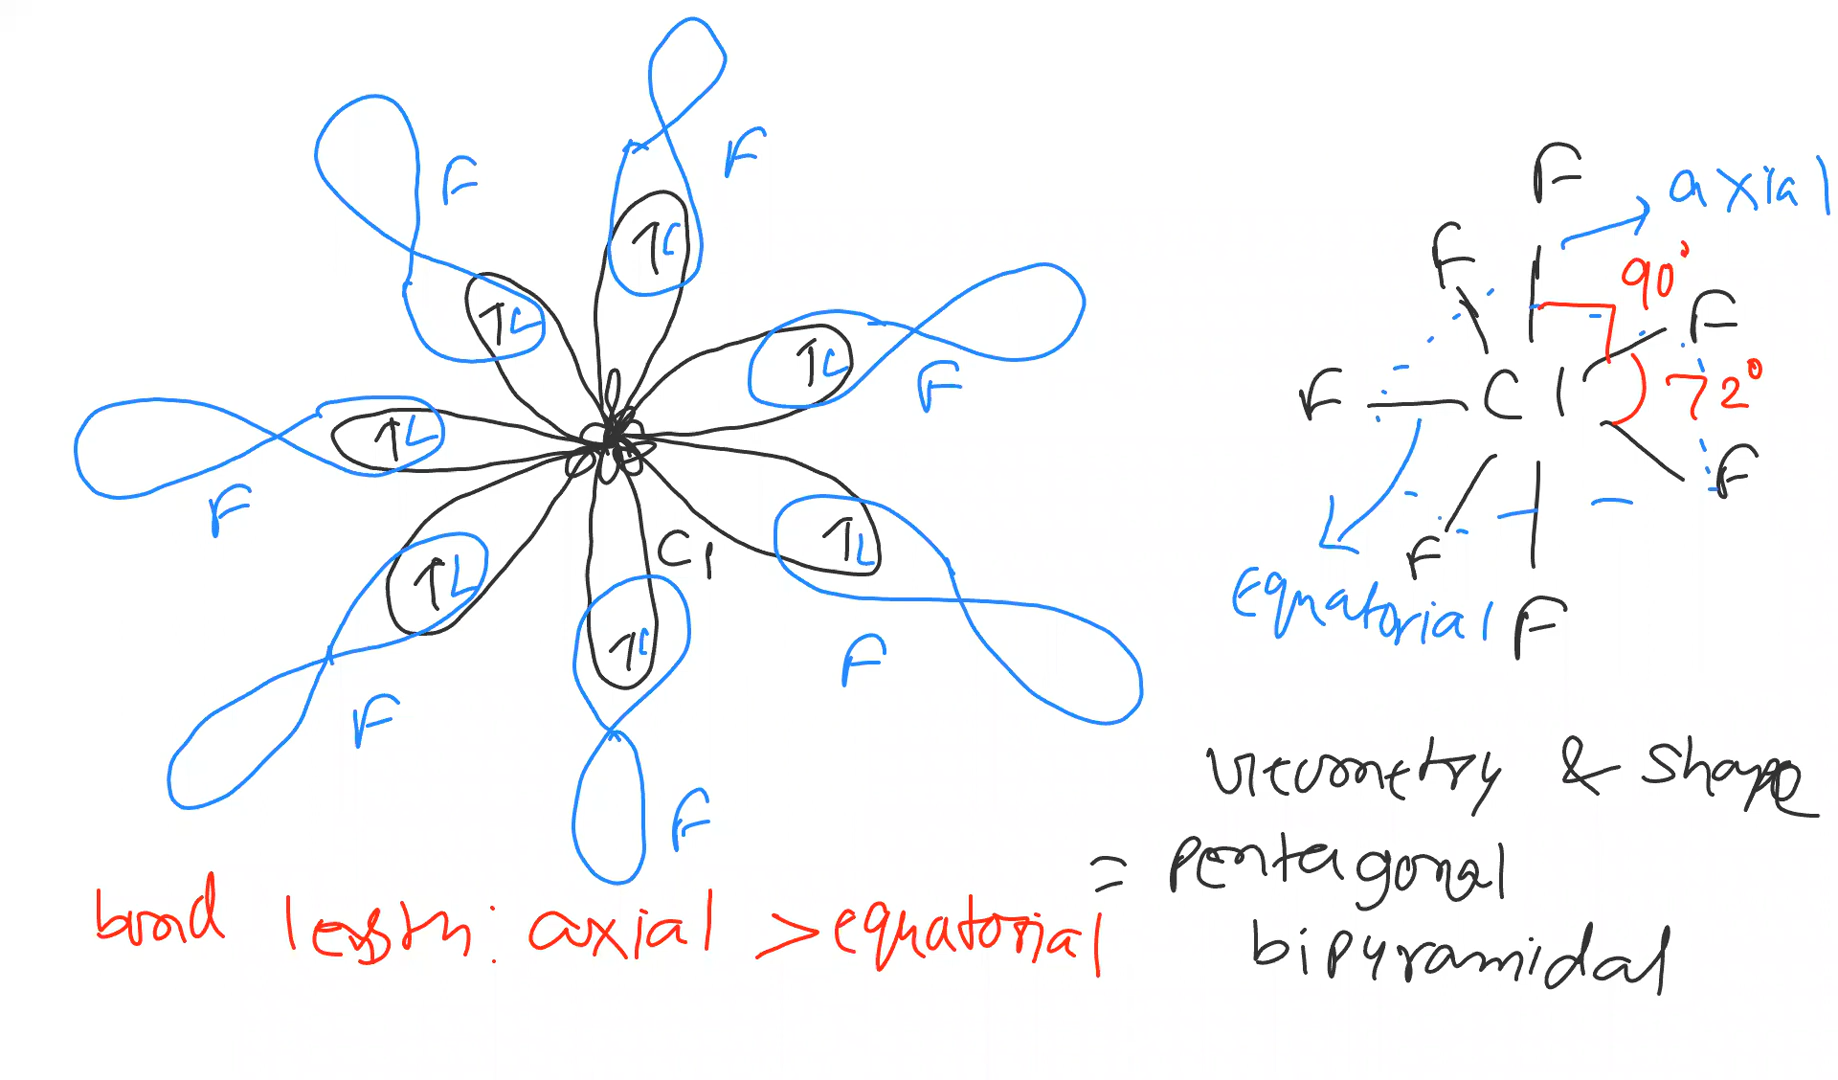 F
F
F
F
F
F
F
Cl
F
axial
F
90°
F
F
Cl
72°
F
F
equatorial
F
Geometry & shape
= pentagonal
bipyramidal
bond length: axial > equatorial